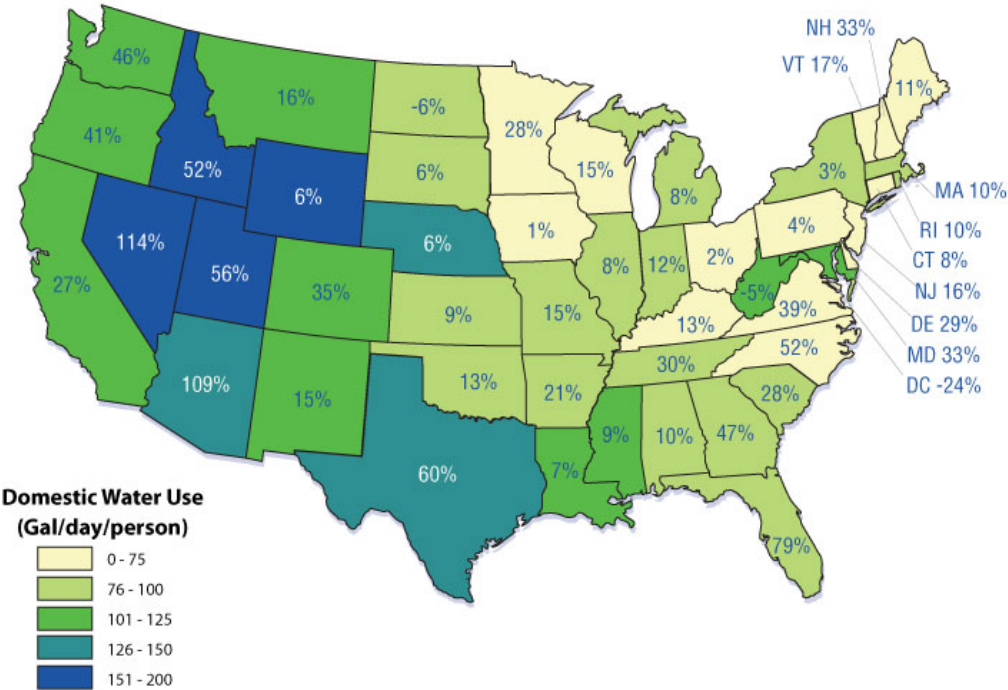 NH 33%
VT 17%
46%
16%
-6%
28%
11%
41%
15%
52%
6%
6%
3%
8%
MA 10%
114%
6%
1%
4%
RI 10%
56%
8%
12%
2%
CT 8%
27%
35%
-5%
NJ 16%
9%
15%
39%
13%
DE 29%
52%
MD 33%
30%
109%
13%
21%
28%
DC -24%
15%
9%
10%
47%
7%
60%
79%
Domestic Water Use
(Gal/day/person)
0 - 75
76 - 100
101 - 125
126 - 150
151 - 200